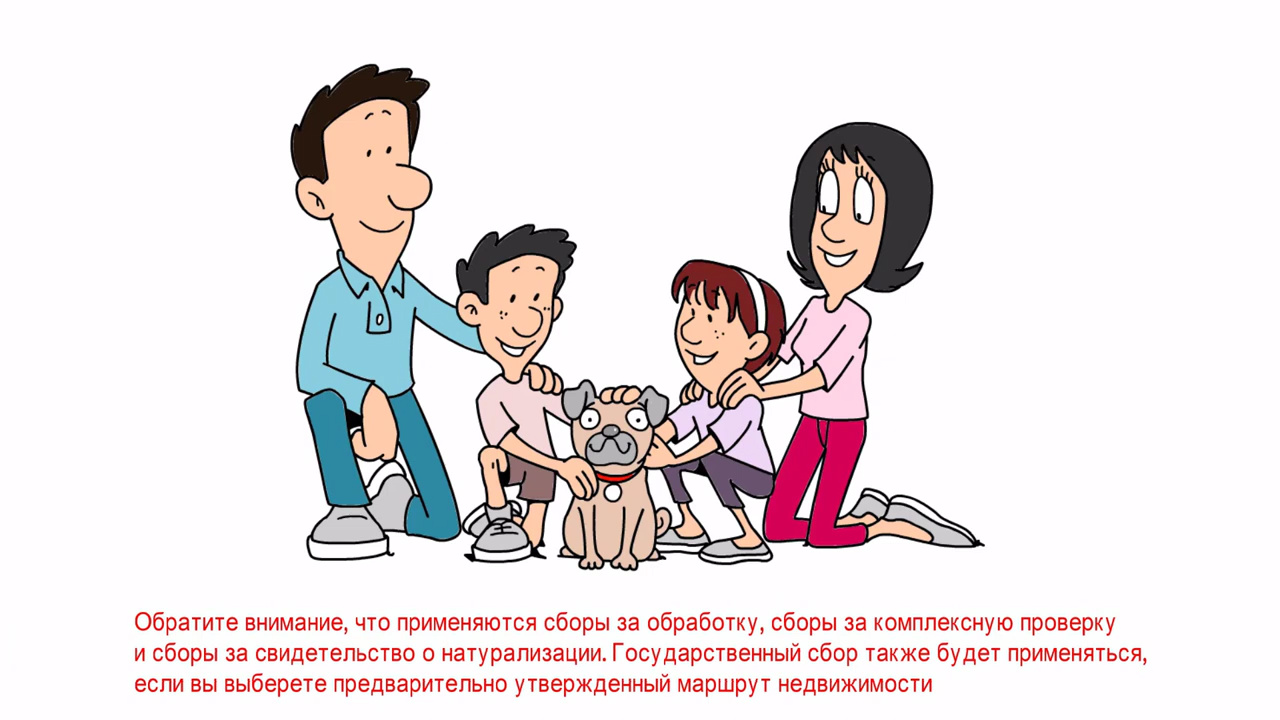 Обратите внимание, что применяются сборы за обработку, сборы за комплексную проверку
и сборы за свидетельство о натурализации. Государственный сбор также будет применяться,
если вы выберете предварительно утвержденный маршрут недвижимости